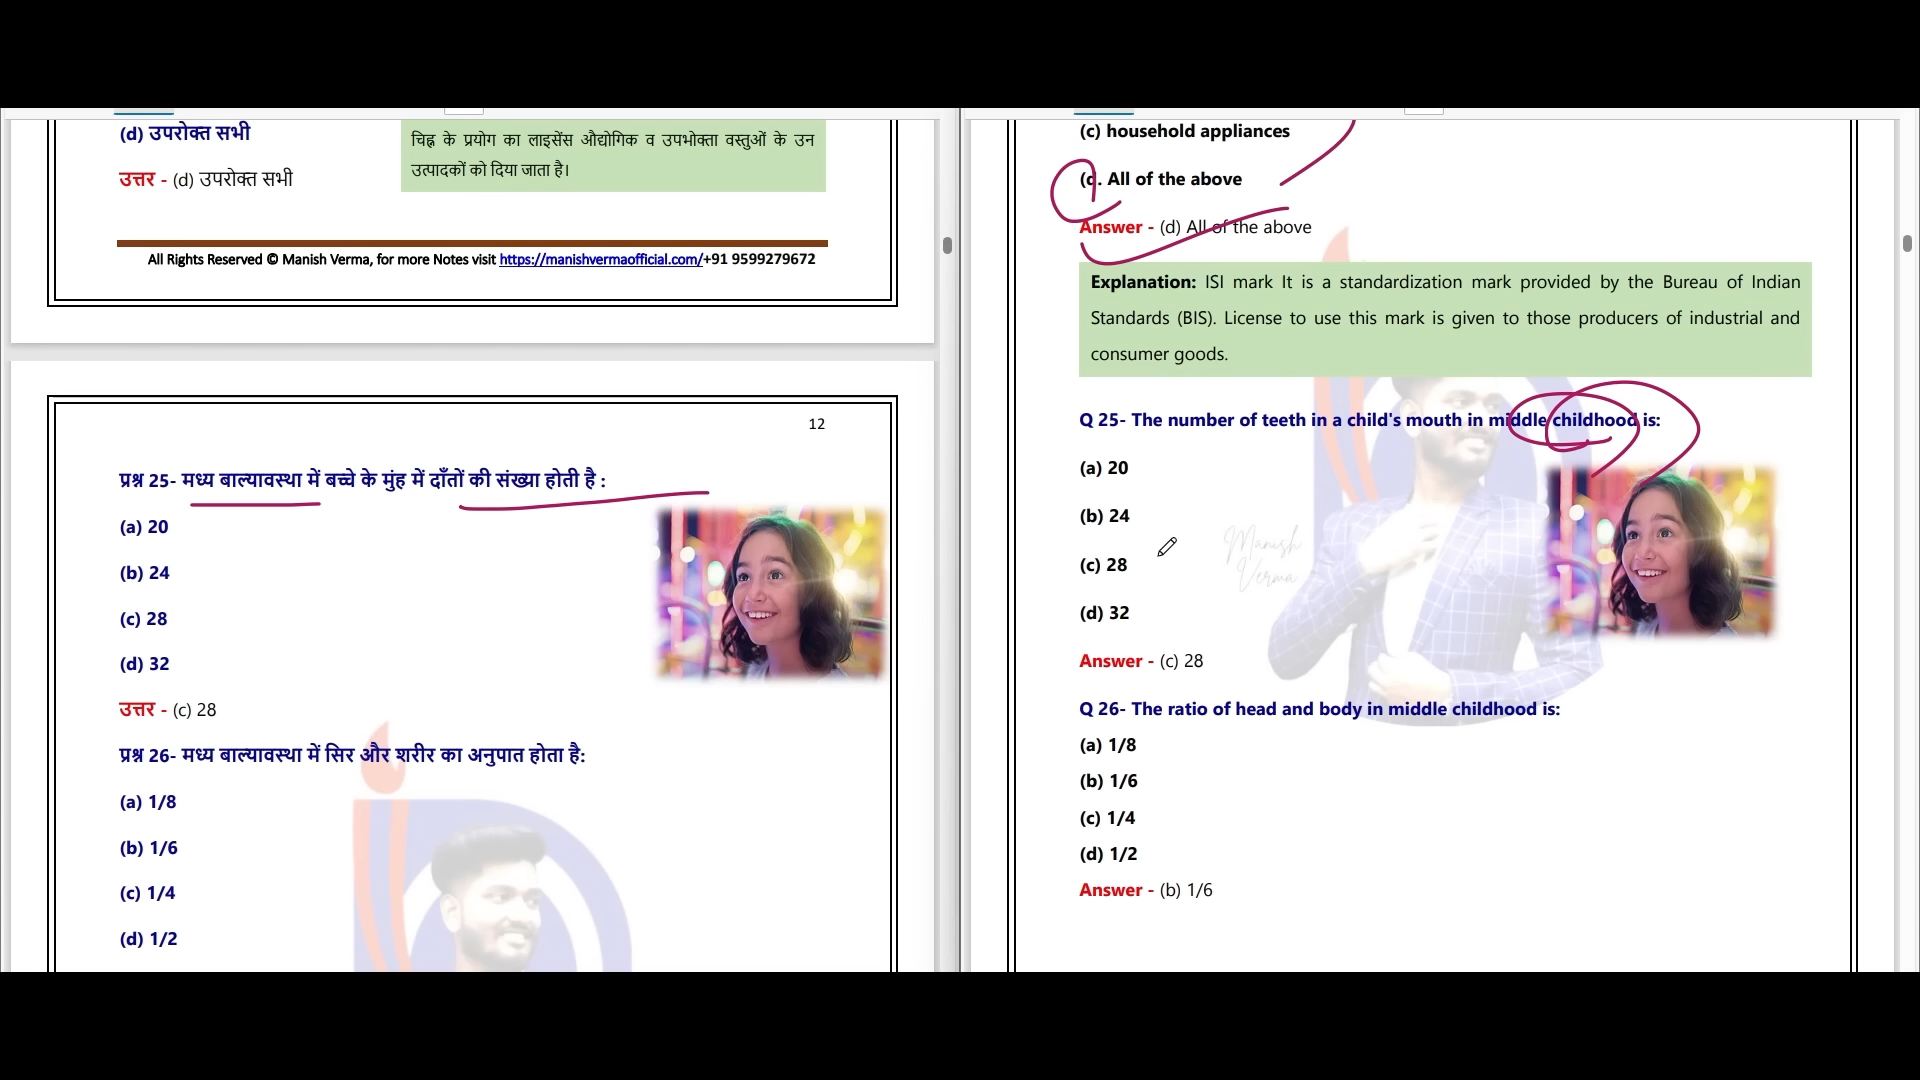 (d) उपरोक्त सभी
उत्तर - (d) उपरोक्त सभी
चिह्न के प्रयोग का लाइसेंस औद्योगिक व उपभोक्ता वस्तुओं के उन
उत्पादकों को दिया जाता है।
All Rights Reserved © Manish Verma, for more Notes visit https://manishvermaofficial.com/+91 9599279672
12
प्रश्न 25- मध्य बाल्यावस्था में बच्चे के मुंह में दाँतों की संख्या होती है :
(a) 20
(b) 24
(c) 28
(d) 32
उत्तर - (c) 28
प्रश्न 26- मध्य बाल्यावस्था में सिर और शरीर का अनुपात होता है:
(a) 1/8
(b) 1/6
(c) 1/4
(d) 1/2
(c) household appliances
(d. All of the above
Answer - (d) All of the above
Explanation: ISI mark It is a standardization mark provided by the Bureau of Indian
Standards (BIS). License to use this mark is given to those producers of industrial and
consumer goods.
Q 25- The number of teeth in a child's mouth in middle childhood is:
(a) 20
(b) 24
(c) 28
(d) 32
Manish
Verma
Answer - (c) 28
Q 26- The ratio of head and body in middle childhood is:
(a) 1/8
(b) 1/6
(c) 1/4
(d) 1/2
Answer - (b) 1/6